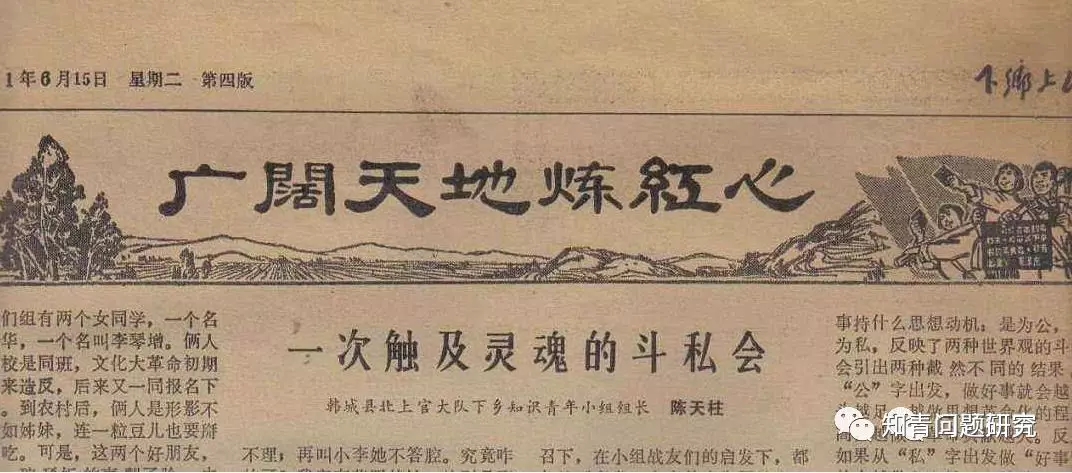 1年6月15日 星期二 第四版
下乡上
广阔天地炼红心
一次触及灵魂的斗私会
韩城县北上官大队下乡知识青年小组组长 陈天柱
们组有两个女同学，一个名
华，一个名叫李琴增。俩人
校是同班，文化大革命初期
来造反，后来又一同报名下
。到农村后，俩人是形影不
如姊妹，连一粒豆儿也要掰
吃。可是，这两个好朋友，
不理；再叫小李她不答腔。究竟咋
召下，在小组战友们的启发下，都
事持什么思想动机：是为公，
为私，反映了两种世界观的斗
会引出两种截然不同的结果
“公”字出发，做好事就会越
如果从“私”字出发做“好事
知青问题研究